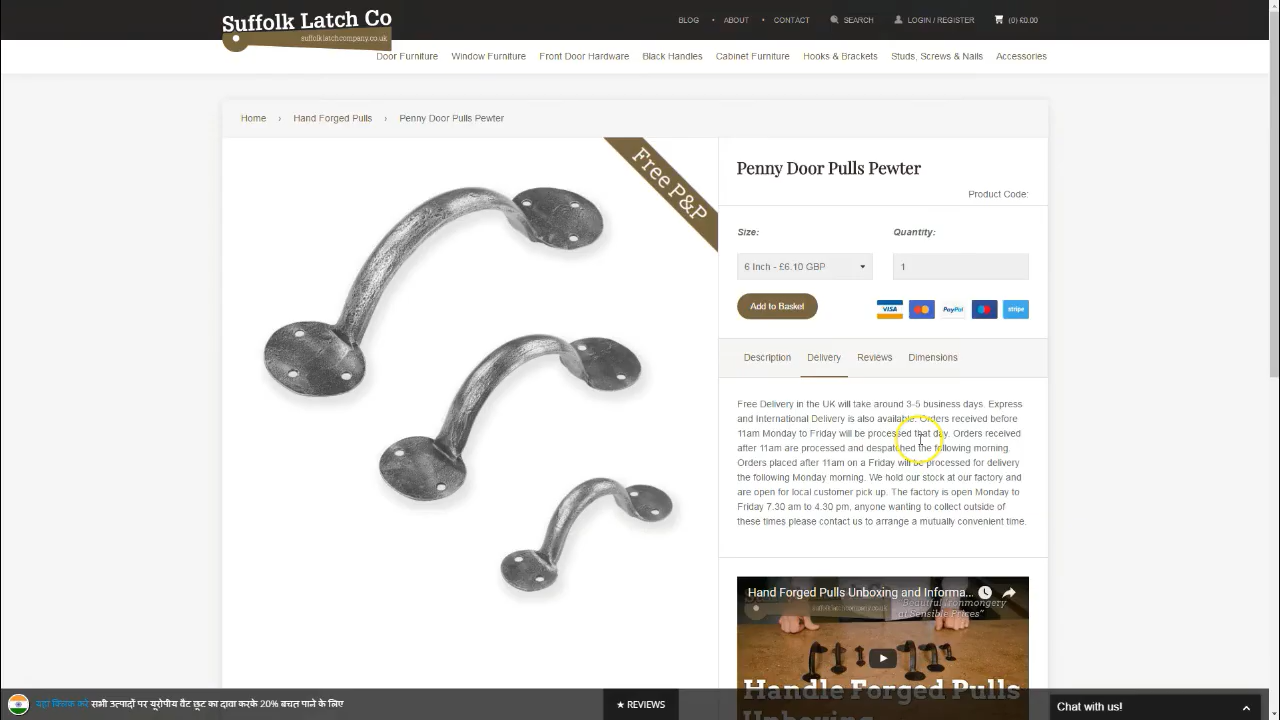 Suffolk Latch Co
suffolklatchcompany.co.uk
BLOG • ABOUT • CONTACT SEARCH LOGIN / REGISTER (0) £0.00
Door Furniture Window Furniture Front Door Hardware Black Handles Cabinet Furniture Hooks & Brackets Studs, Screws & Nails Accessories
Home › Hand Forged Pulls › Penny Door Pulls Pewter
Free P&P
Penny Door Pulls Pewter
Product Code:
Size: Quantity:
6 Inch - £6.10 GBP 1
Add to Basket VISA PayPal stripe
Description Delivery Reviews Dimensions
Free Delivery in the UK will take around 3-5 business days. Express
and International Delivery is also available. Orders received before
11am Monday to Friday will be processed that day. Orders received
after 11am are processed and despatched the following morning.
Orders placed after 11am on a Friday will be processed for delivery
the following Monday morning. We hold our stock at our factory and
are open for local customer pick up. The factory is open Monday to
Friday 7.30 am to 4.30 pm, anyone wanting to collect outside of
these times please contact us to arrange a mutually convenient time.
Hand Forged Pulls Unboxing and Informa...
suffolklatchcompany.co.uk
"Beautiful Ironmongery
at Sensible Prices"
Handle Forged Pulls
Unboxing
यहां क्लिक करें सभी उत्पादों पर यूरोपीय वैट छूट का दावा करके 20% बचत पाने के लिए
★ REVIEWS
Chat with us!